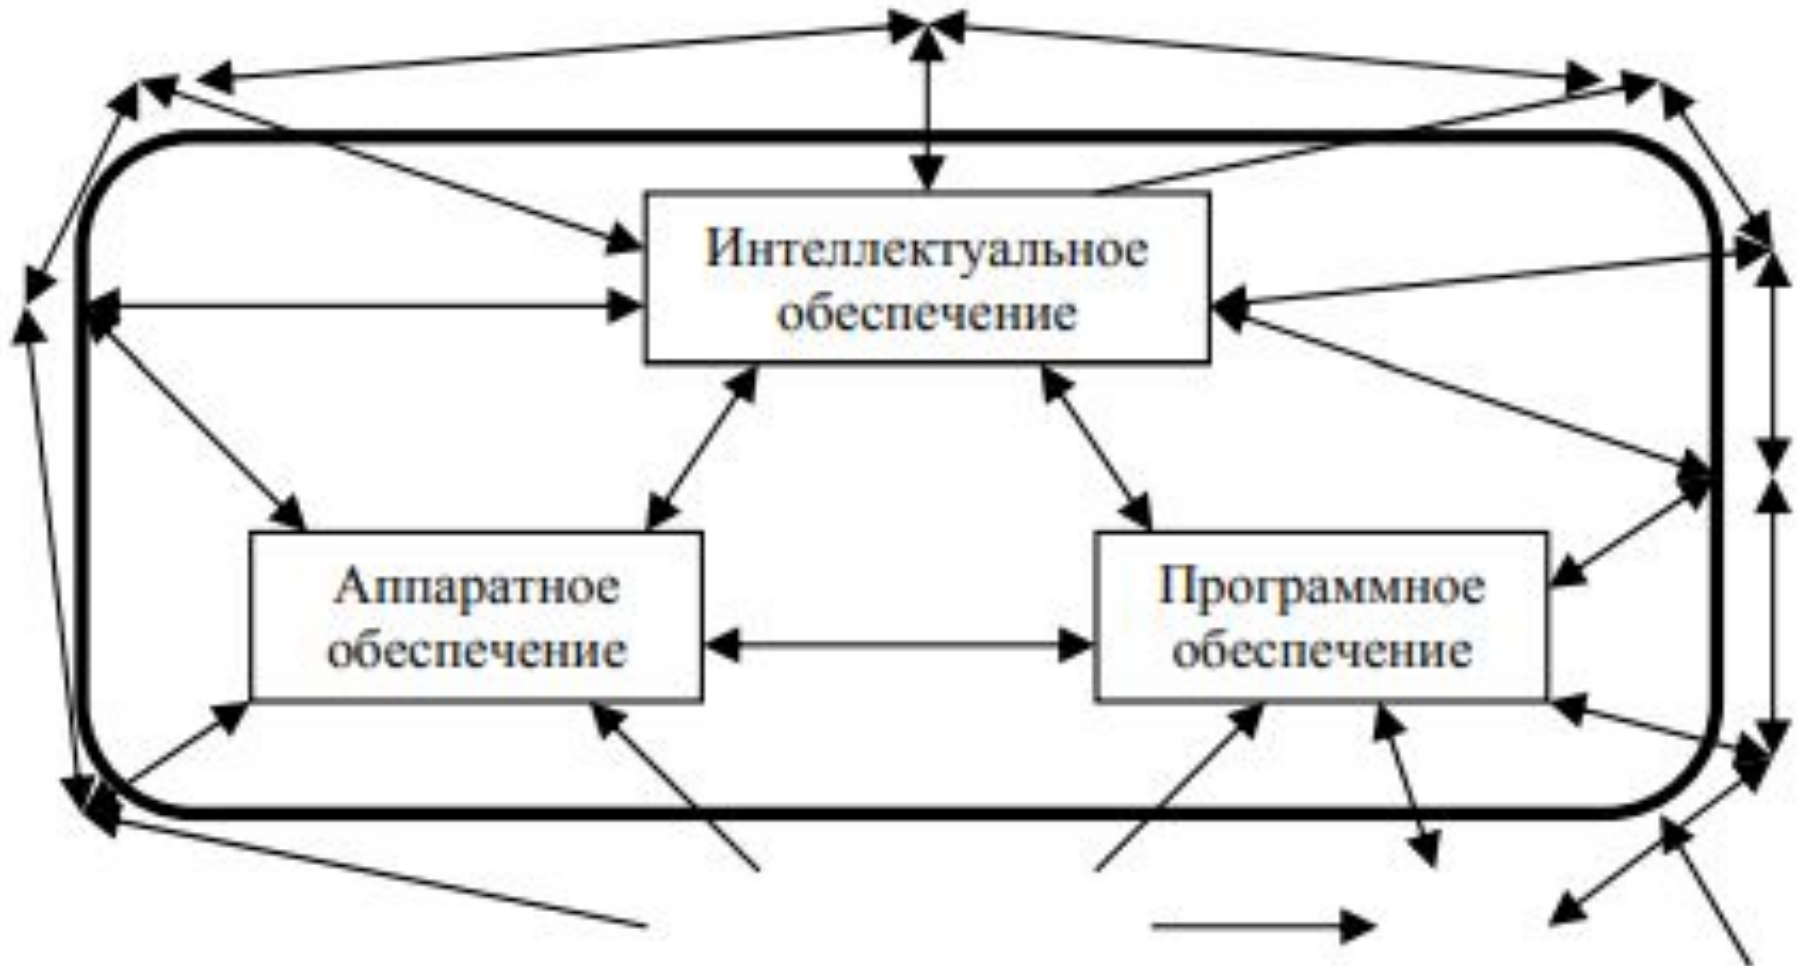 Интеллектуальное
обеспечение
Аппаратное
обеспечение
Программное
обеспечение